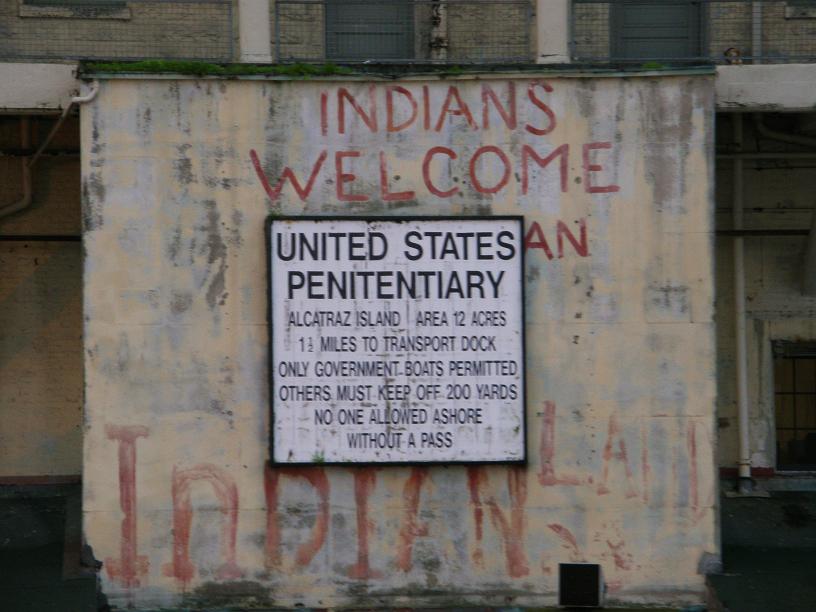 INDIANS
WELCOME
AN
UNITED STATES
PENITENTIARY
ALCATRAZ ISLAND AREA 12 ACRES
1½ MILES TO TRANSPORT DOCK
ONLY GOVERNMENT BOATS PERMITTED
OTHERS MUST KEEP OFF 200 YARDS
NO ONE ALLOWED ASHORE
WITHOUT A PASS
INDIAN
LAND